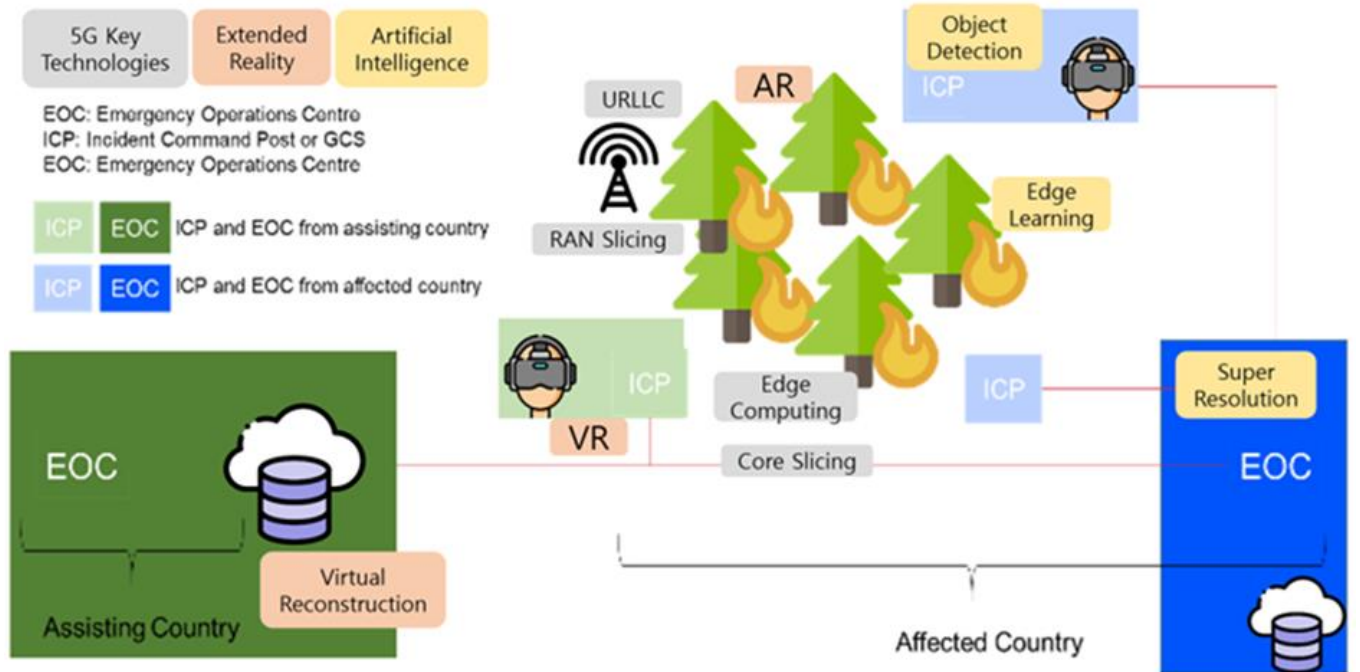 5G Key
Technologies
Extended
Reality
Artificial
Intelligence
EOC: Emergency Operations Centre
ICP: Incident Command Post or GCS
EOC: Emergency Operations Centre
ICP
EOC
ICP and EOC from assisting country
ICP
EOC
ICP and EOC from affected country
URLLC
RAN Slicing
AR
Object
Detection
ICP
Edge
Learning
ICP
VR
Edge
Computing
Core Slicing
ICP
Super
Resolution
EOC
EOC
Virtual
Reconstruction
Assisting Country
Affected Country